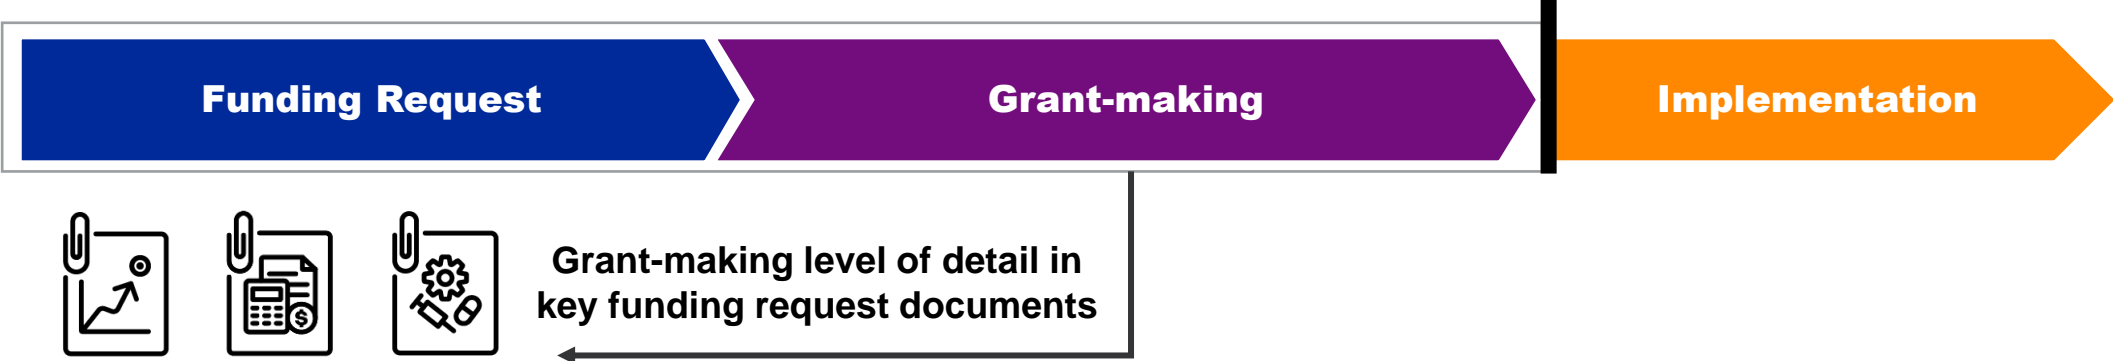 Funding Request
Grant-making
Implementation
Grant-making level of detail in
key funding request documents
$